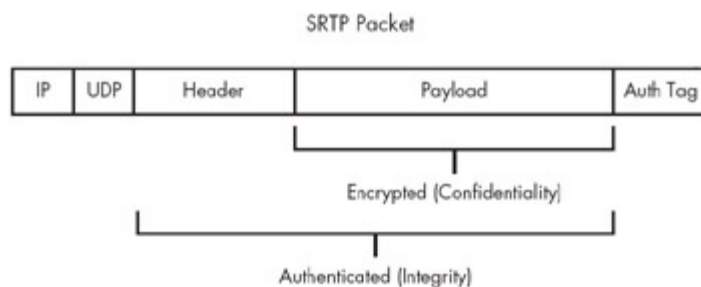 SRTP Packet
IP UDP Header Payload Auth Tag
Encrypted (Confidentiality)
Authenticated (Integrity)